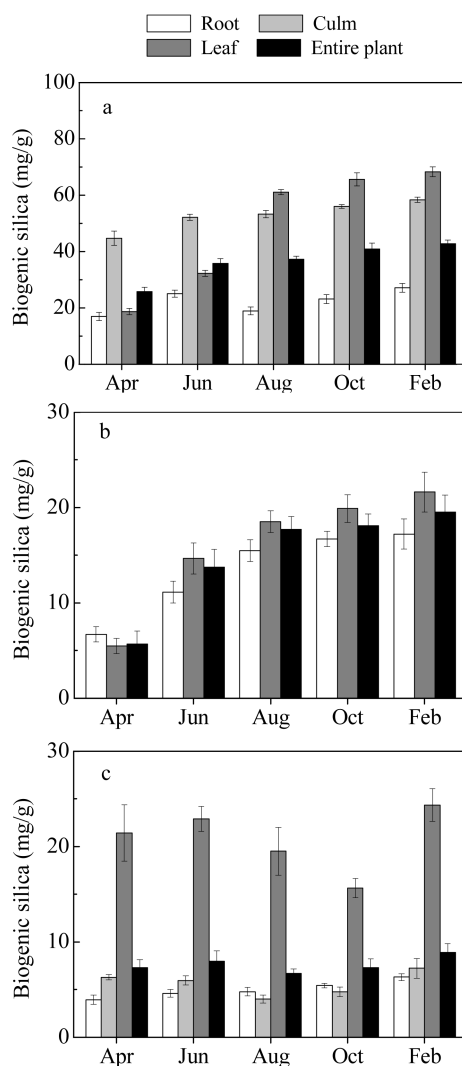 Root Culm
Leaf Entire plant
a
Biogenic silica (mg/g)
100
80
60
40
20
0
Apr Jun Aug Oct Feb
b
Biogenic silica (mg/g)
30
20
10
0
Apr Jun Aug Oct Feb
c
Biogenic silica (mg/g)
30
20
10
0
Apr Jun Aug Oct Feb